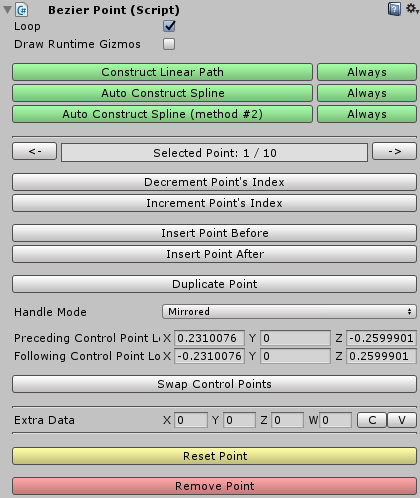 Bezier Point (Script)
Loop
Draw Runtime Gizmos
Construct Linear Path Always
Auto Construct Spline Always
Auto Construct Spline (method #2) Always
<- Selected Point: 1 / 10 ->
Decrement Point's Index
Increment Point's Index
Insert Point Before
Insert Point After
Duplicate Point
Handle Mode Mirrored
Preceding Control Point Lo X 0.2310076 Y 0 Z -0.2599901
Following Control Point Lo X -0.2310076 Y 0 Z 0.2599901
Swap Control Points
Extra Data X 0 Y 0 Z 0 W 0 C V
Reset Point
Remove Point